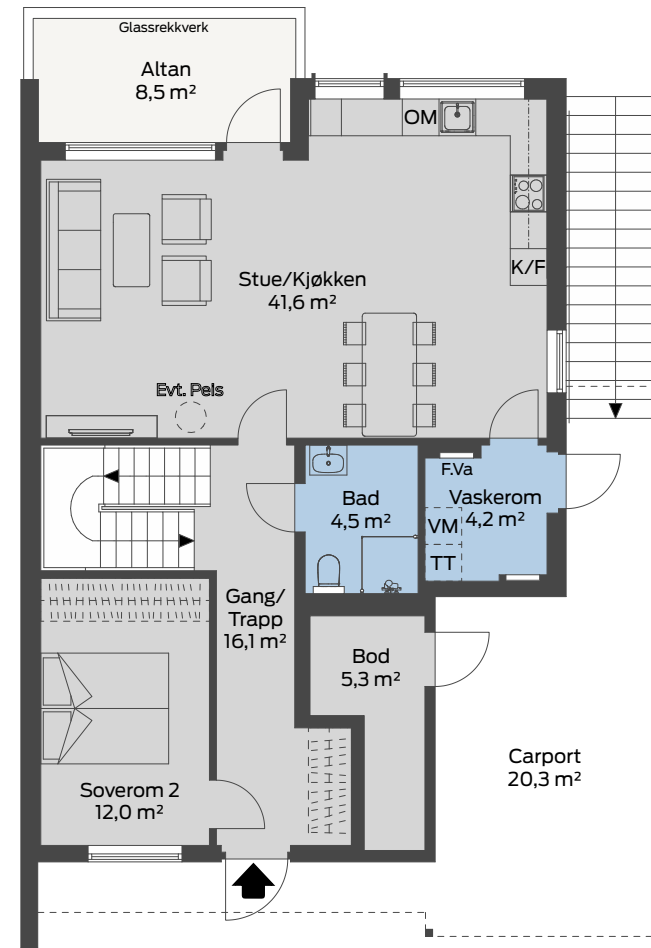 Glassrekkverk
Altan
8,5 m²
OM
K/F
Stue/Kjøkken
41,6 m²
Evt. Peis
F.Va
Bad
4,5 m²
Vaskerom
4,2 m²
VM
TT
Gang/
Trapp
16,1 m²
Bod
5,3 m²
Carport
20,3 m²
Soverom 2
12,0 m²